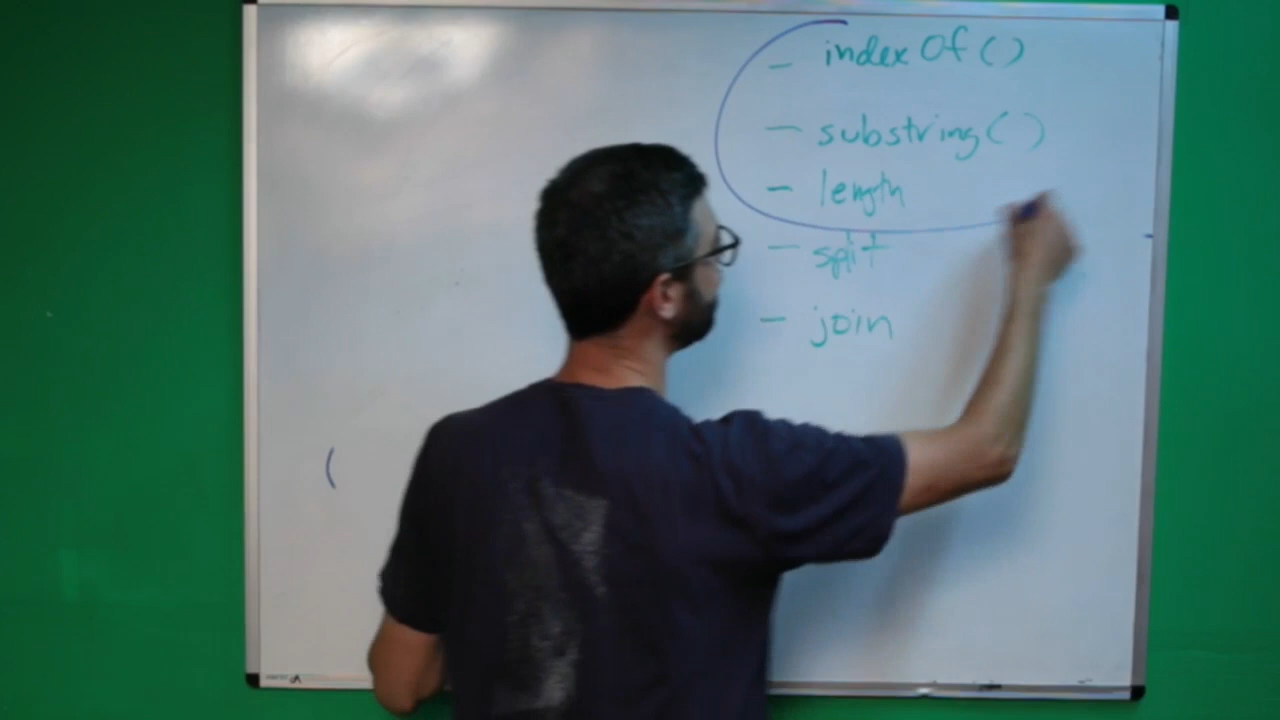 - indexOf()
- substring()
- length
- split
- join
(